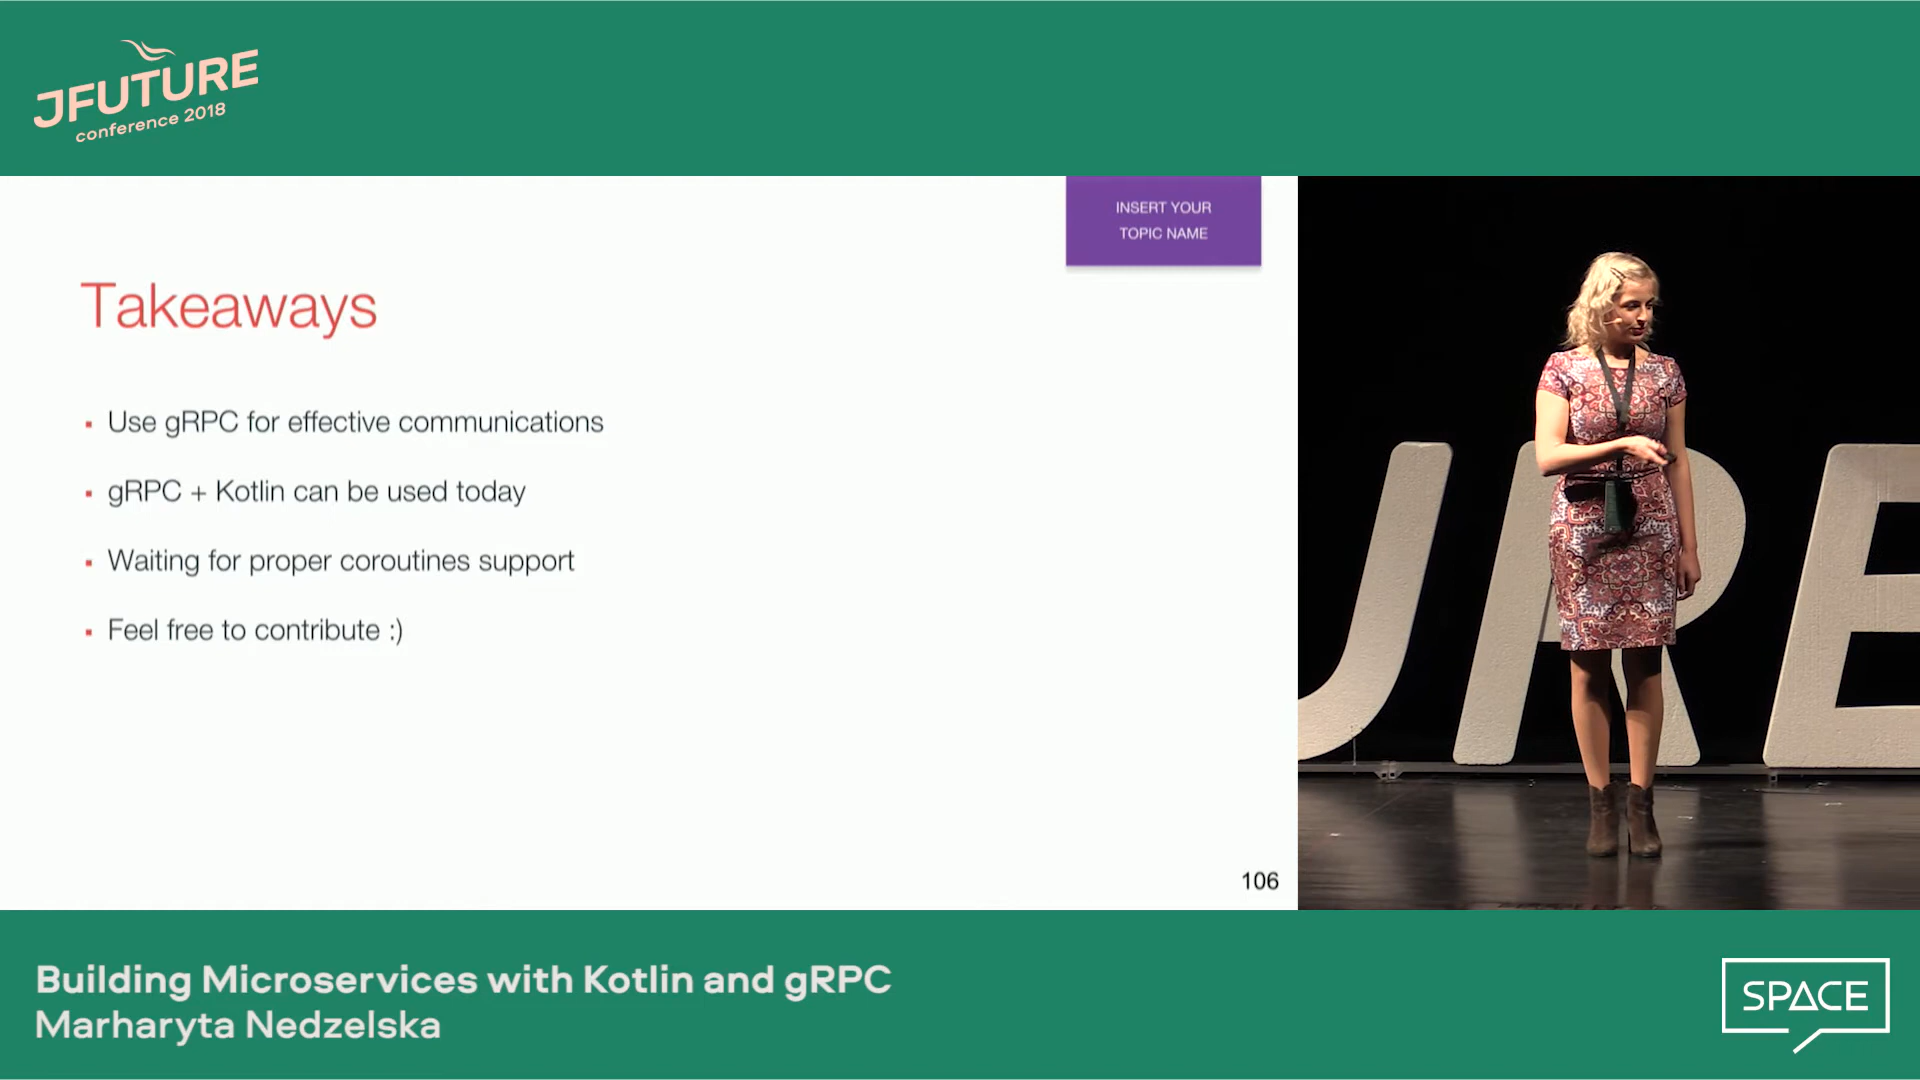 JFUTURE
conference 2018
INSERT YOUR
TOPIC NAME
Takeaways
Use gRPC for effective communications
gRPC + Kotlin can be used today
Waiting for proper coroutines support
Feel free to contribute :)
106
URE
Building Microservices with Kotlin and gRPC
Marharyta Nedzelska
SPACE